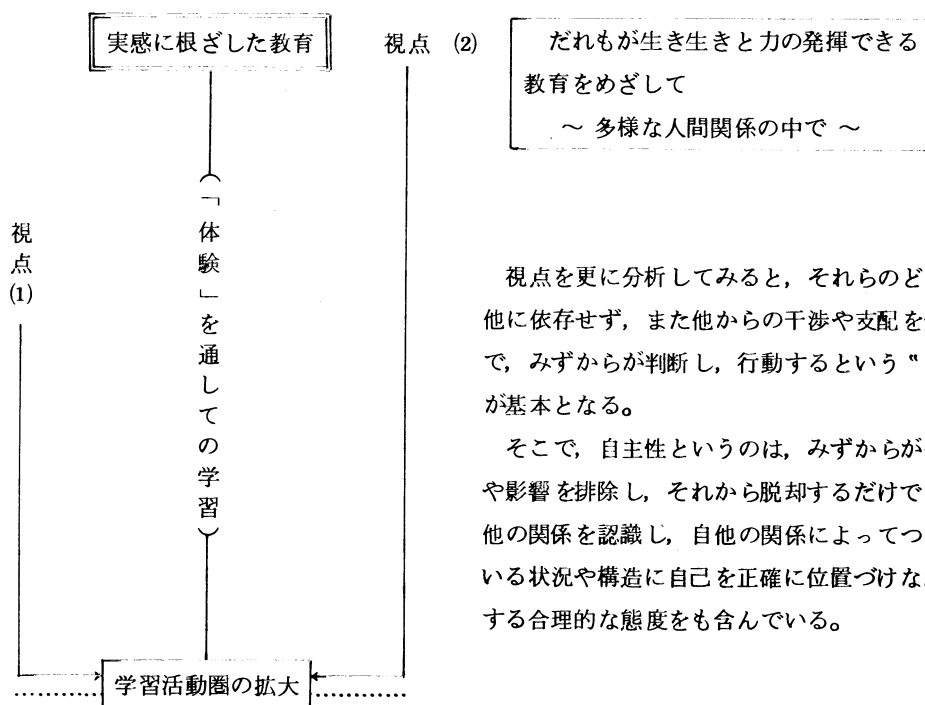 実感に根ざした教育
視点 (2)
だれもが生き生きと力の発揮できる
教育をめざして
～ 多様な人間関係の中で ～
視点(1)
(「体験」を通しての学習)
視点を更に分析してみると，それらのど
他に依存せず，また他からの干渉や支配を
で，みずからが判断し，行動するという〝
が基本となる。
そこで，自主性というのは，みずからが
や影響を排除し，それから脱却するだけで
他の関係を認識し，自他の関係によってつ
いる状況や構造に自己を正確に位置づけな
する合理的な態度をも含んでいる。
学習活動圏の拡大